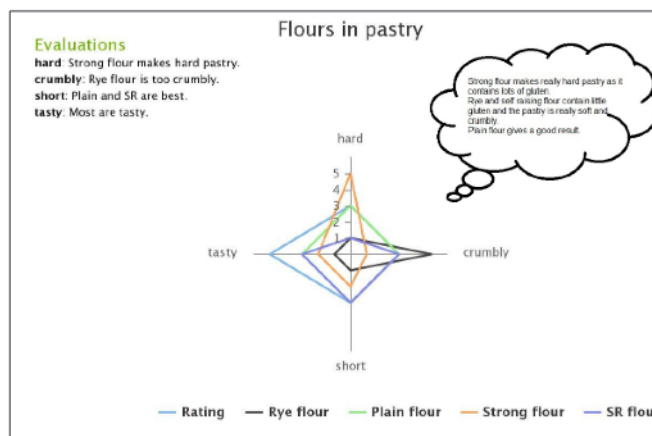 Flours in pastry
Evaluations
hard: Strong flour makes hard pastry.
crumbly: Rye flour is too crumbly.
short: Plain and SR are best.
tasty: Most are tasty.
Strong flour makes really hard pastry as it
contains lots of gluten.
Rye and self raising flour contain little
gluten and the pastry is really soft and
crumbly.
Plain flour gives a good result.
hard
5
4
3
2
1
tasty
crumbly
short
Rating
Rye flour
Plain flour
Strong flour
SR flou